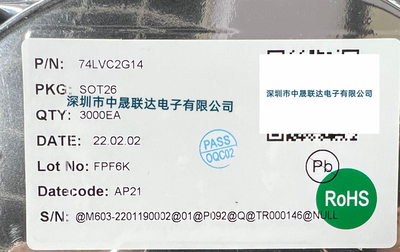 P/N: 74LVC2G14
PKG: SOT26
深圳市中晟联达电子有限公司
深圳市中晟联达电子有限公司
QTY: 3000EA
DATE: 22.02.02
PASS
OQC02
Lot No: FPF6K
Pb
Datecode: AP21
RoHS
S/N: @M603-2201190002@01@P092@Q@TR000146@NULL